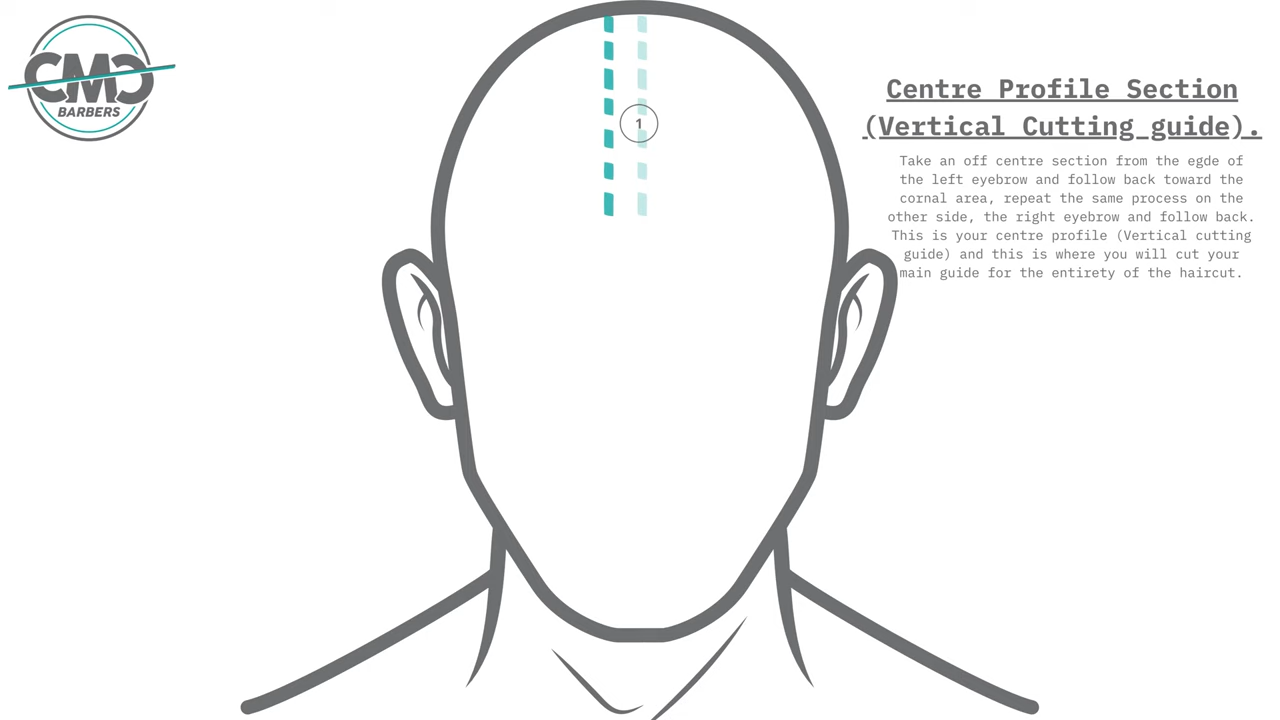 CMC
BARBERS
1
Centre Profile Section
(Vertical Cutting guide).
Take an off centre section from the egde of
the left eyebrow and follow back toward the
cornal area, repeat the same process on the
other side, the right eyebrow and follow back.
This is your centre profile (Vertical cutting
guide) and this is where you will cut your
main guide for the entirety of the haircut.